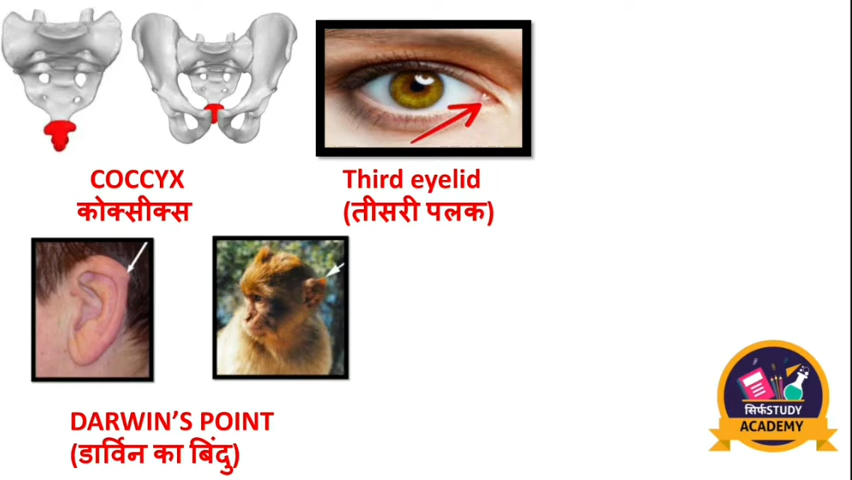 COCCYX
कोक्सीक्स
Third eyelid
(तीसरी पलक)
DARWIN'S POINT
(डार्विन का बिंदु)
सिर्फSTUDY
ACADEMY